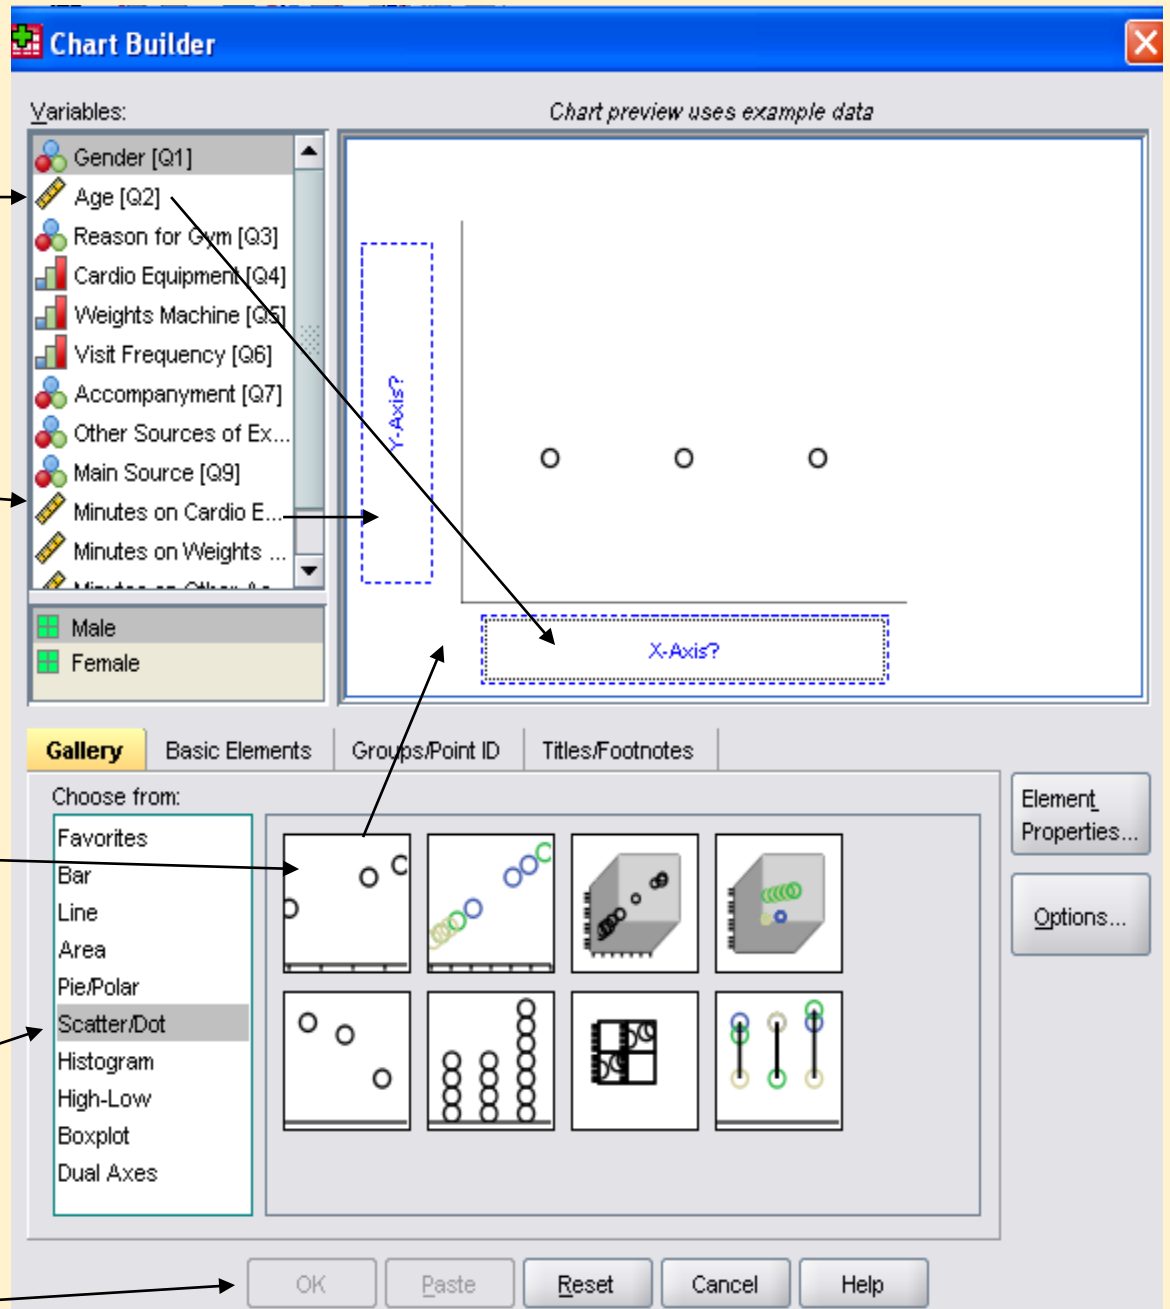 Chart Builder
Variables:
Chart preview uses example data
Gender [Q1]
Age [Q2]
Reason for Gym [Q3]
Cardio Equipment [Q4]
Weights Machine [Q5]
Visit Frequency [Q6]
Accompanyment [Q7]
Other Sources of Ex...
Main Source [Q9]
Minutes on Cardio E...
Minutes on Weights ...
Minutes on Other Ac...
Male
Female
Y-Axis?
X-Axis?
Gallery
Basic Elements
Groups/Point ID
Titles/Footnotes
Choose from:
Favorites
Bar
Line
Area
Pie/Polar
Scatter/Dot
Histogram
High-Low
Boxplot
Dual Axes
Element
Properties...
Options...
OK
Paste
Reset
Cancel
Help